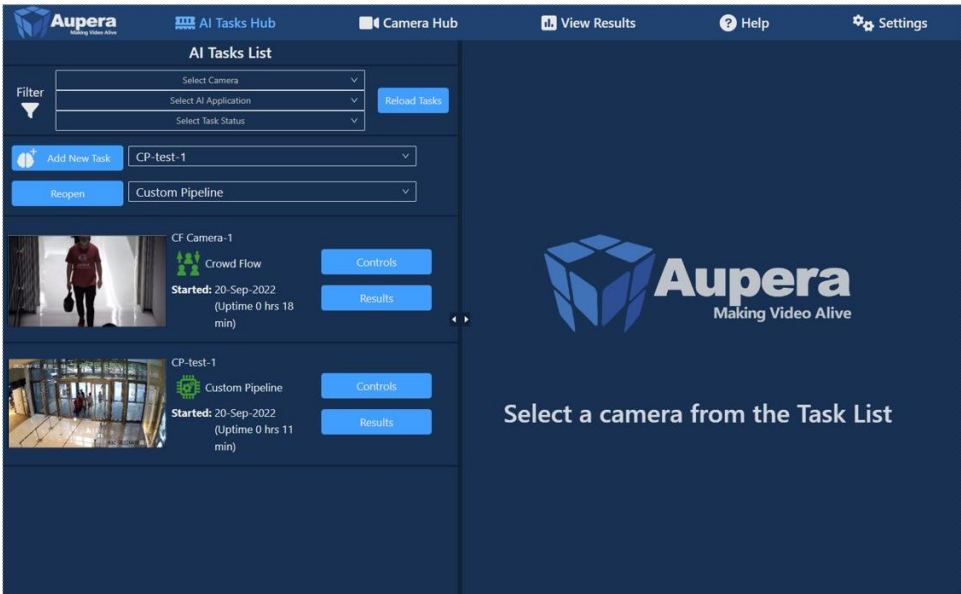 Aupera
Making Video Alive
AI Tasks Hub
Camera Hub
View Results
Help
Settings
AI Tasks List
Filter
Select Camera
Select AI Application
Select Task Status
Reload Tasks
Add New Task
CP-test-1
Reopen
Custom Pipeline
CF Camera-1
Crowd Flow
Controls
Started: 20-Sep-2022
(Uptime 0 hrs 18
min)
Results
CP-test-1
Custom Pipeline
Controls
Started: 20-Sep-2022
(Uptime 0 hrs 11
min)
Results
Aupera
Making Video Alive
Select a camera from the Task List